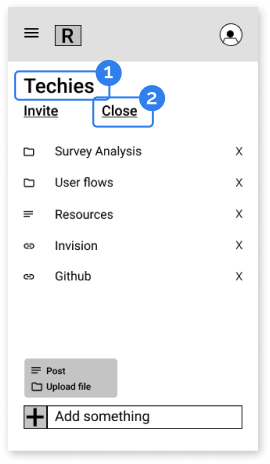 R
1
Techies
2
Invite Close
Survey Analysis X
User flows X
Resources X
Invision X
Github X
Post
Upload file
+ Add something